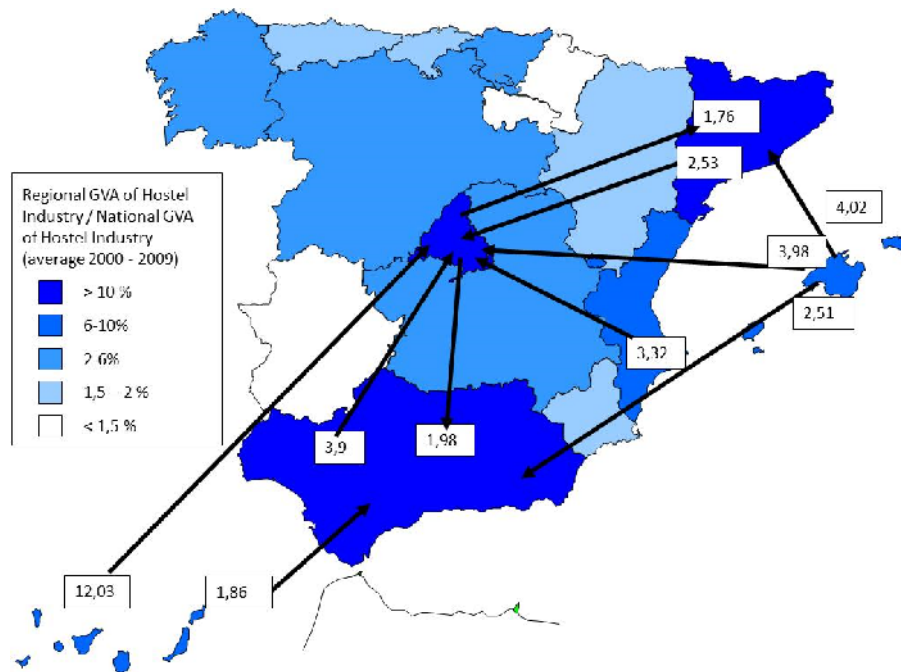 1,76
2,53
Regional GVA of Hostel
Industry / National GVA
of Hostel Industry
(average 2000 - 2009)
> 10 %
6-10%
2-6%
1,5 - 2 %
< 1,5 %
4,02
3,98
2,51
3,32
3,9
1,98
12,03
1,86